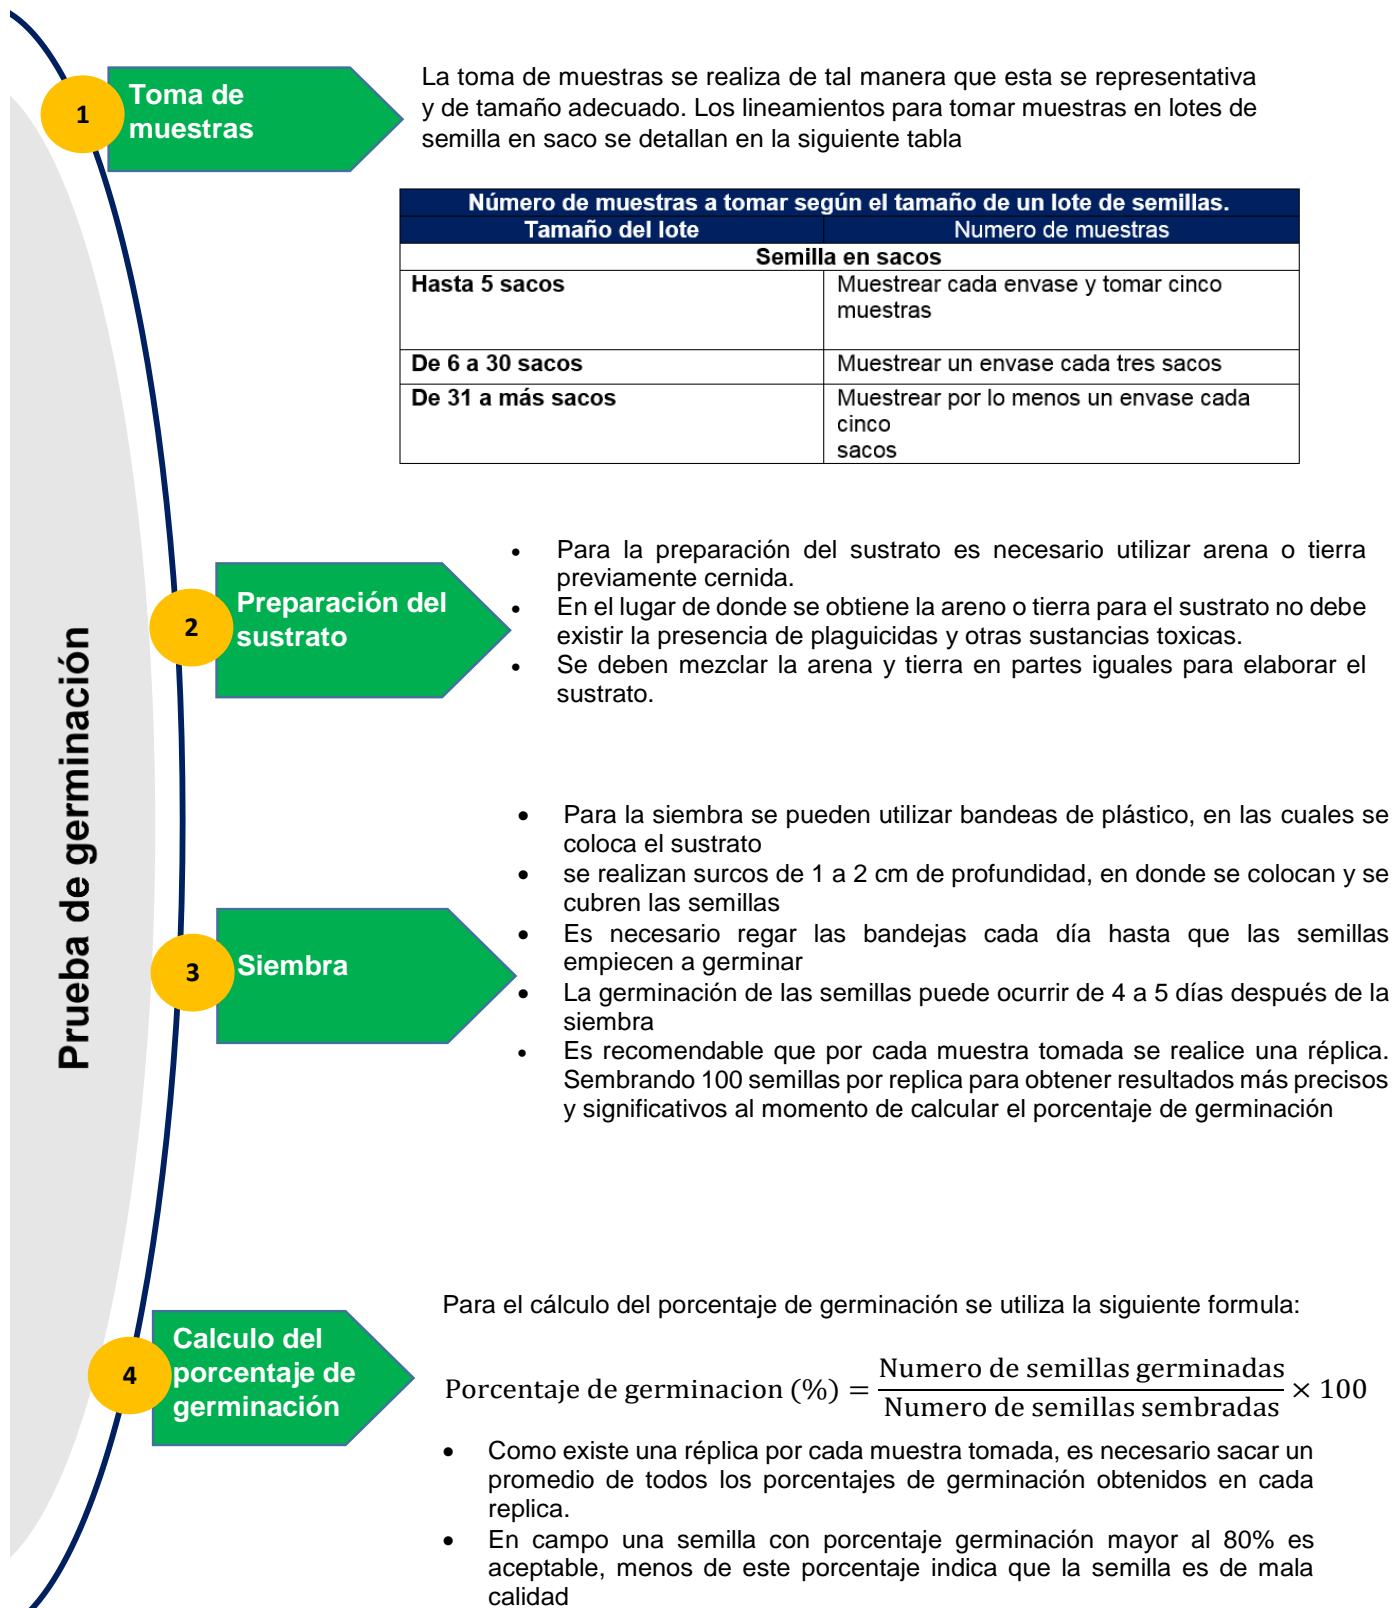 Prueba de germinación
1
Toma de
muestras
La toma de muestras se realiza de tal manera que esta se representativa
y de tamaño adecuado. Los lineamientos para tomar muestras en lotes de
semilla en saco se detallan en la siguiente tabla
Número de muestras a tomar según el tamaño de un lote de semillas.
Tamaño del lote Numero de muestras
Semilla en sacos
Hasta 5 sacos Muestrear cada envase y tomar cinco
muestras
De 6 a 30 sacos Muestrear un envase cada tres sacos
De 31 a más sacos Muestrear por lo menos un envase cada
cinco
sacos
2
Preparación del
sustrato
• Para la preparación del sustrato es necesario utilizar arena o tierra
previamente cernida.
• En el lugar de donde se obtiene la areno o tierra para el sustrato no debe
existir la presencia de plaguicidas y otras sustancias toxicas.
• Se deben mezclar la arena y tierra en partes iguales para elaborar el
sustrato.
3
Siembra
• Para la siembra se pueden utilizar bandeas de plástico, en las cuales se
coloca el sustrato
• se realizan surcos de 1 a 2 cm de profundidad, en donde se colocan y se
cubren las semillas
• Es necesario regar las bandejas cada día hasta que las semillas
empiecen a germinar
• La germinación de las semillas puede ocurrir de 4 a 5 días después de la
siembra
• Es recomendable que por cada muestra tomada se realice una réplica.
Sembrando 100 semillas por replica para obtener resultados más precisos
y significativos al momento de calcular el porcentaje de germinación
4
Calculo del
porcentaje de
germinación
Para el cálculo del porcentaje de germinación se utiliza la siguiente formula:
Porcentaje de germinacion (%) = Numero de semillas germinadas / Numero de semillas sembradas × 100
• Como existe una réplica por cada muestra tomada, es necesario sacar un
promedio de todos los porcentajes de germinación obtenidos en cada
replica.
• En campo una semilla con porcentaje germinación mayor al 80% es
aceptable, menos de este porcentaje indica que la semilla es de mala
calidad